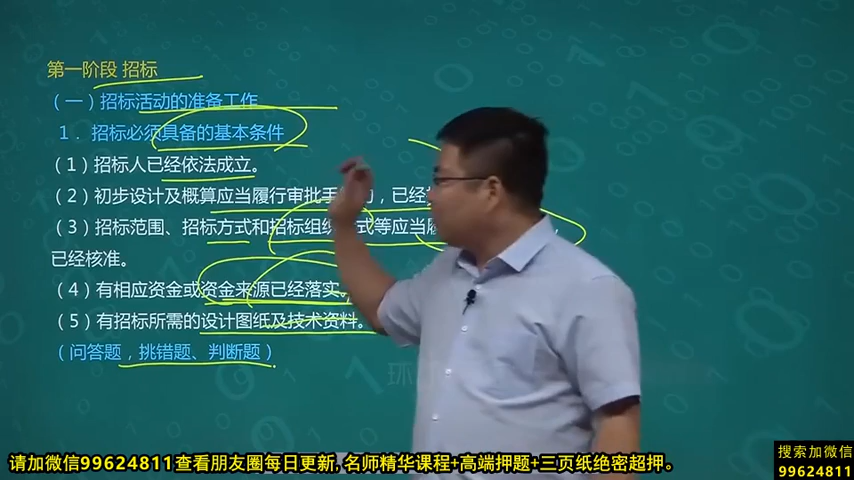 第一阶段 招标
（一）招标活动的准备工作
1．招标必须具备的基本条件
（1）招标人已经依法成立。
（2）初步设计及概算应当履行审批手 ，已经
（3）招标范围、招标方式和招标组织 式等应当
已经核准。
（4）有相应资金或资金来源已经落实。
（5）有招标所需的设计图纸及技术资料。
（问答题，挑错题、判断题）
请加微信99624811查看朋友圈每日更新,名师精华课程+高端押题+三页纸绝密超押。
搜索加微信
99624811